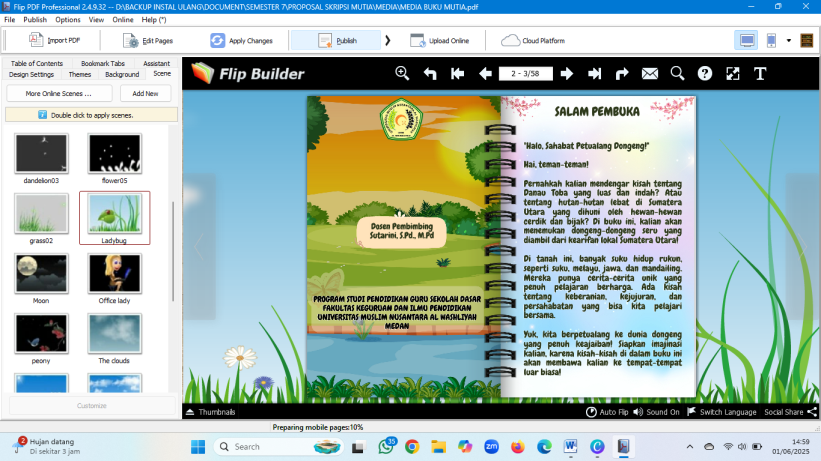 Flip PDF Professional 2.4.9.32 -- D:\BACKUP INSTAL ULANG\DOCUMENT\SEMESTER 7\PROPOSAL SKRIPSI MUTIA\MEDIA\MEDIA BUKU MUTIA.pdf
File Publish Options View Online Help (*)
Import PDF Edit Pages Apply Changes Publish Upload Online Cloud Platform
Table of Contents Bookmark Tabs Assistant
Design Settings Themes Background Scene
More Online Scenes ... Add New
Double click to apply scenes.
dandelion03 flower05
grass02 Ladybug
Moon Office lady
peony The clouds
Customize
Flip Builder
2 - 3/58
Dosen Pembimbing
Sutarini, S.Pd., M.Pd
PROGRAM STUDI PENDIDIKAN GURU SEKOLAH DASAR
FAKULTAS KEGURUAN DAN ILMU PENDIDIKAN
UNIVERSITAS MUSLIM NUSANTARA AL WASHLIYAH
MEDAN
SALAM PEMBUKA
"Halo, Sahabat Petualang Dongeng!"
Hai, teman-teman!
Pernahkah kalian mendengar kisah tentang
Danau Toba yang luas dan indah? Atau
tentang hutan-hutan lebat di Sumatera
Utara yang dihuni oleh hewan-hewan
cerdik dan bijak? Di buku ini, kalian akan
menemukan dongeng-dongeng seru yang
diambil dari kearifan lokal Sumatera Utara!
Di tanah ini, banyak suku hidup rukun,
seperti suku, melayu, jawa, dan mandailing.
Mereka punya cerita-cerita unik yang
penuh pelajaran berharga. Ada kisah
tentang keberanian, kejujuran, dan
persahabatan yang bisa kita pelajari
bersama.
Yuk, kita berpetualang ke dunia dongeng
yang penuh keajaiban! Siapkan imajinasi
kalian, karena kisah-kisah di dalam buku ini
akan membawa kalian ke tempat-tempat
luar biasa!
Thumbnails Auto Flip Sound On Switch Language Social Share
Preparing mobile pages:10%
2 Hujan datang
Di sekitar 3 jam
Search
35
14:59
01/06/2025